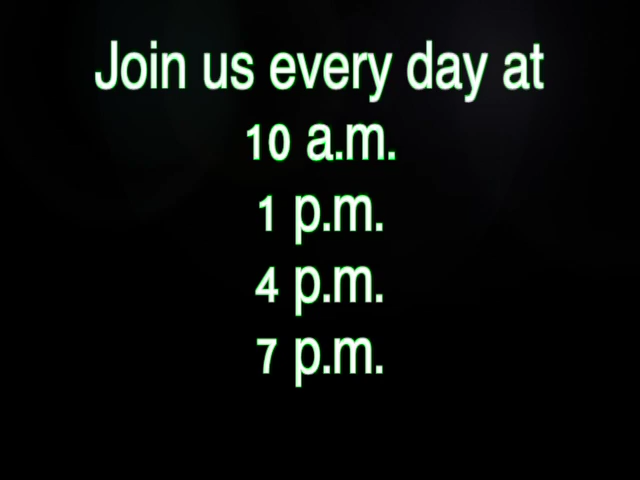 Join us every day at
10 a.m.
1 p.m.
4 p.m.
7 p.m.